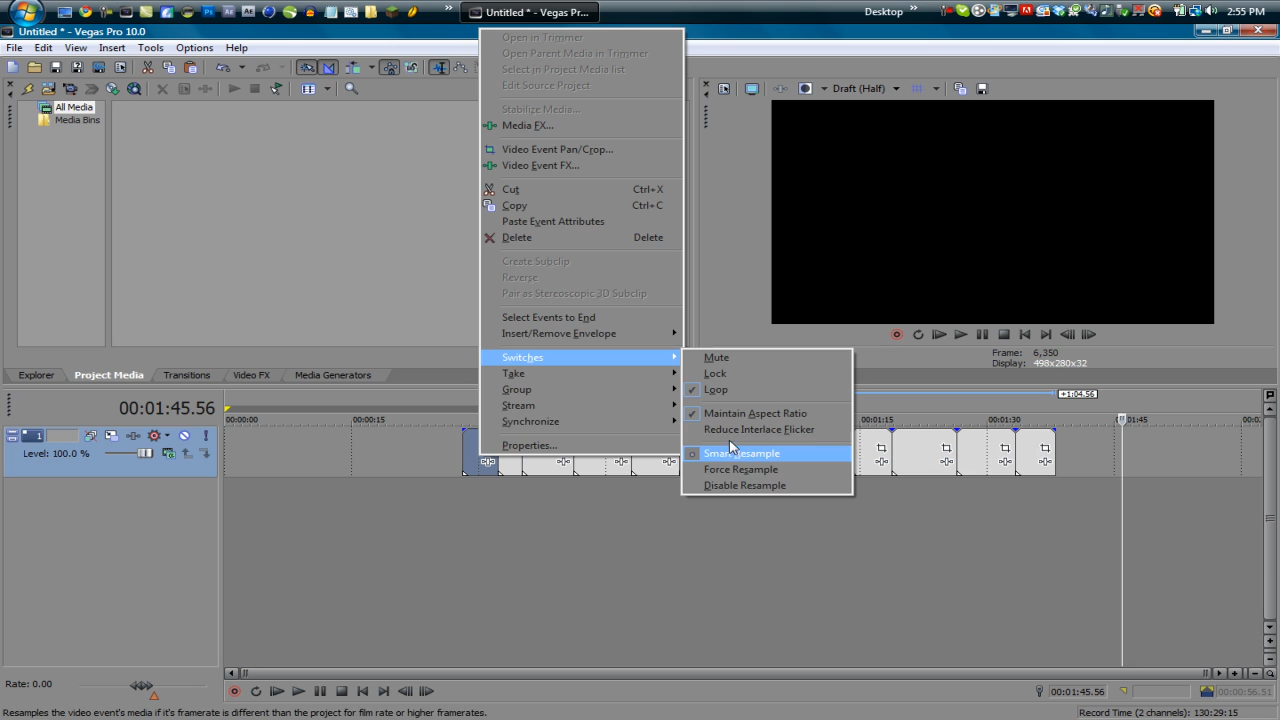 Untitled * - Vegas Pr...
Desktop
2:55 PM
Untitled * - Vegas Pro 10.0
File Edit View Insert Tools Options Help
Open in Trimmer
Open Parent Media in Trimmer
Select in Project Media list
Edit Source Project
Stabilize Media...
Media FX...
Video Event Pan/Crop...
Video Event FX...
Cut Ctrl+X
Copy Ctrl+C
Paste Event Attributes
Delete Delete
Create Subclip
Reverse
Pair as Stereoscopic 3D Subclip
Select Events to End
Insert/Remove Envelope
Switches
Take
Group
Stream
Synchronize
Properties...
Mute
Lock
Loop
Maintain Aspect Ratio
Reduce Interlace Flicker
Smart Resample
Force Resample
Disable Resample
All Media
Media Bins
Draft (Half)
Frame: 6,350
Display: 498x280x32
Explorer Project Media Transitions Video FX Media Generators
00:01:45.56
+1:04.56
00:00:00 00:00:15 00:01:15 00:01:30 00:01:45
1
Level: 100.0 %
Rate: 0.00
00:01:45.56
00:00:56.51
Resamples the video event's media if it's framerate is different than the project for film rate or higher framerates.
Record Time (2 channels): 130:29:15